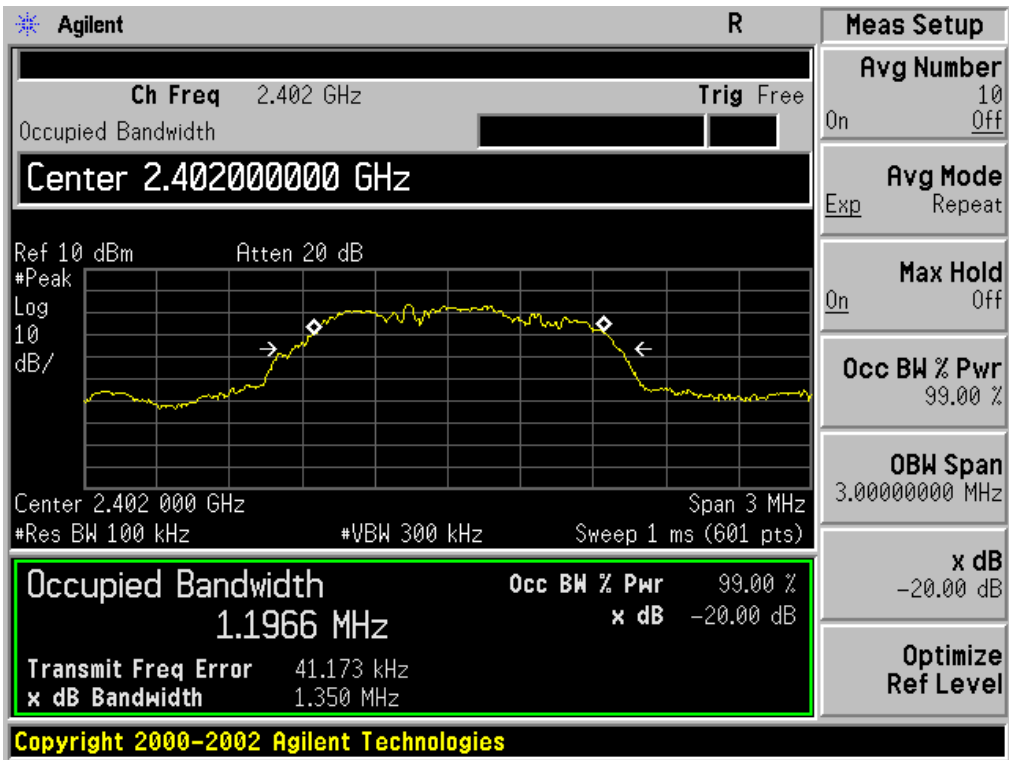 Agilent R
Ch Freq 2.402 GHz Trig Free
Occupied Bandwidth
Center 2.402000000 GHz
Ref 10 dBm Atten 20 dB
#Peak
Log
10
dB/
Center 2.402 000 GHz Span 3 MHz
#Res BW 100 kHz #VBW 300 kHz Sweep 1 ms (601 pts)
Occupied Bandwidth Occ BW % Pwr 99.00 %
1.1966 MHz x dB -20.00 dB
Transmit Freq Error 41.173 kHz
x dB Bandwidth 1.350 MHz
Copyright 2000-2002 Agilent Technologies
Meas Setup
Avg Number
10
On Off
Avg Mode
Exp Repeat
Max Hold
On Off
Occ BW % Pwr
99.00 %
OBW Span
3.00000000 MHz
x dB
-20.00 dB
Optimize
Ref Level